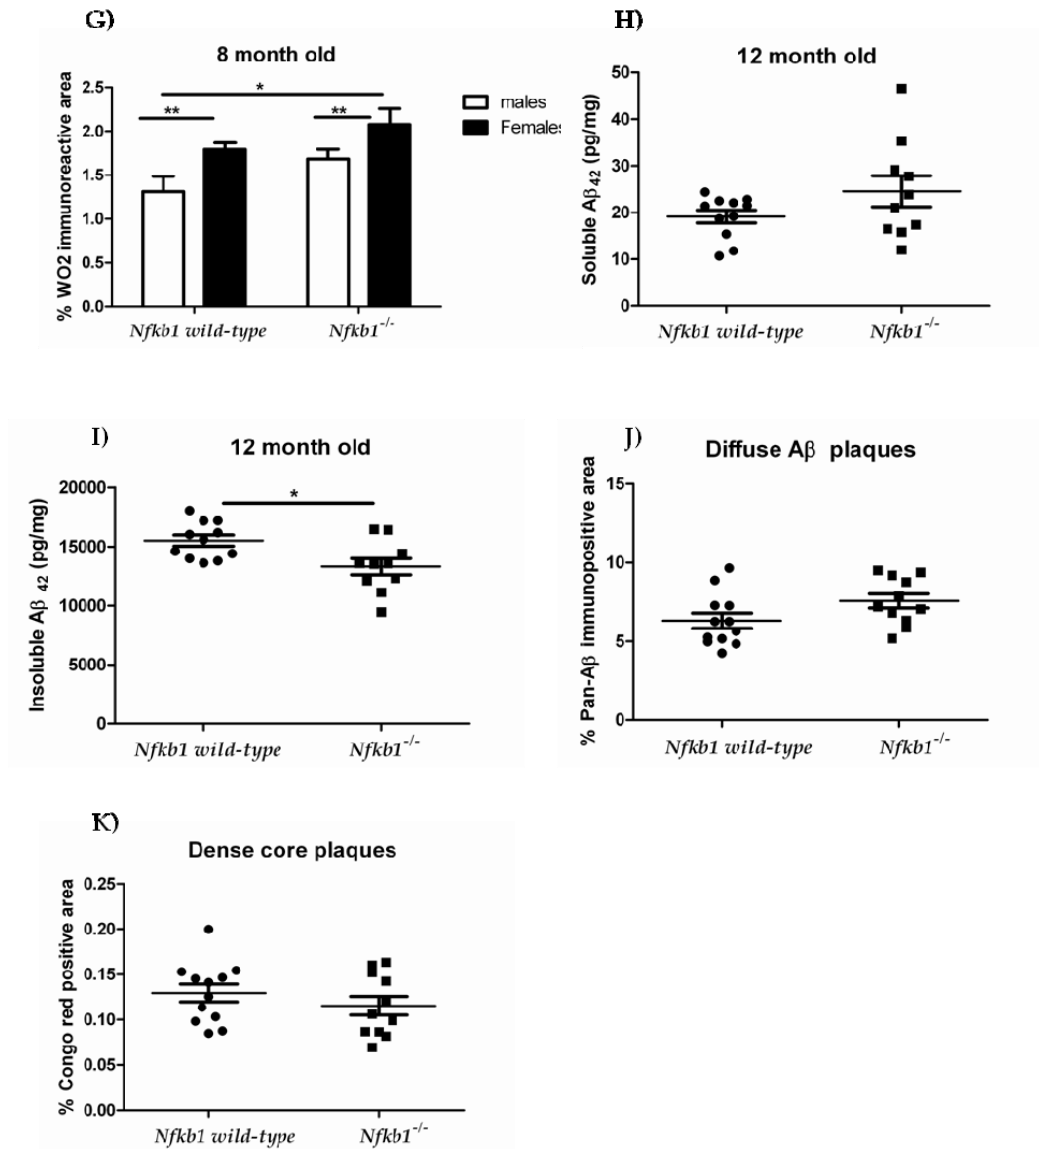 G)
8 month old
% WO2 immunoreactive area
2.5
2.0
1.5
1.0
0.5
0.0
*
**
**
males
Females
Nfkb1 wild-type
Nfkb1-/-
H)
12 month old
Soluble Aβ42 (pg/mg)
50
40
30
20
10
0
Nfkb1 wild-type
Nfkb1-/-
I)
12 month old
Insoluble Aβ 42 (pg/mg)
20000
15000
10000
5000
0
*
Nfkb1 wild-type
Nfkb1-/-
J)
Diffuse Aβ plaques
% Pan-Aβ immunopositive area
15
10
5
0
Nfkb1 wild-type
Nfkb1-/-
K)
Dense core plaques
% Congo red positive area
0.25
0.20
0.15
0.10
0.05
0.00
Nfkb1 wild-type
Nfkb1-/-